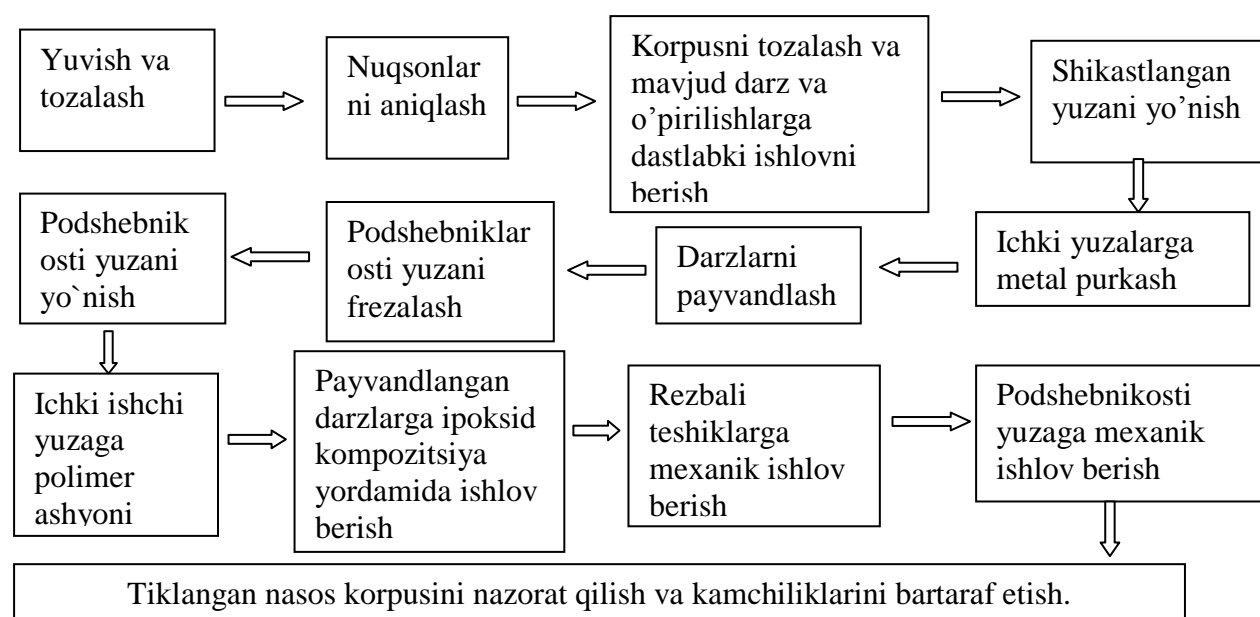 Yuvish va
tozalash
Nuqsonlar
ni aniqlash
Korpusni tozalash va
mavjud darz va
o’pirilishlarga
dastlabki ishlovni
berish
Shikastlangan
yuzani yo’nish
Ichki yuzalarga
metal purkash
Darzlarni
payvandlash
Podshebniklar
osti yuzani
frezalash
Podshebnik
osti yuzani
yo`nish
Ichki ishchi
yuzaga
polimer
ashyoni
Payvandlangan
darzlarga ipoksid
kompozitsiya
yordamida ishlov
berish
Rezbali
teshiklarga
mexanik ishlov
berish
Podshebnikosti
yuzaga mexanik
ishlov berish
Tiklangan nasos korpusini nazorat qilish va kamchiliklarini bartaraf etish.